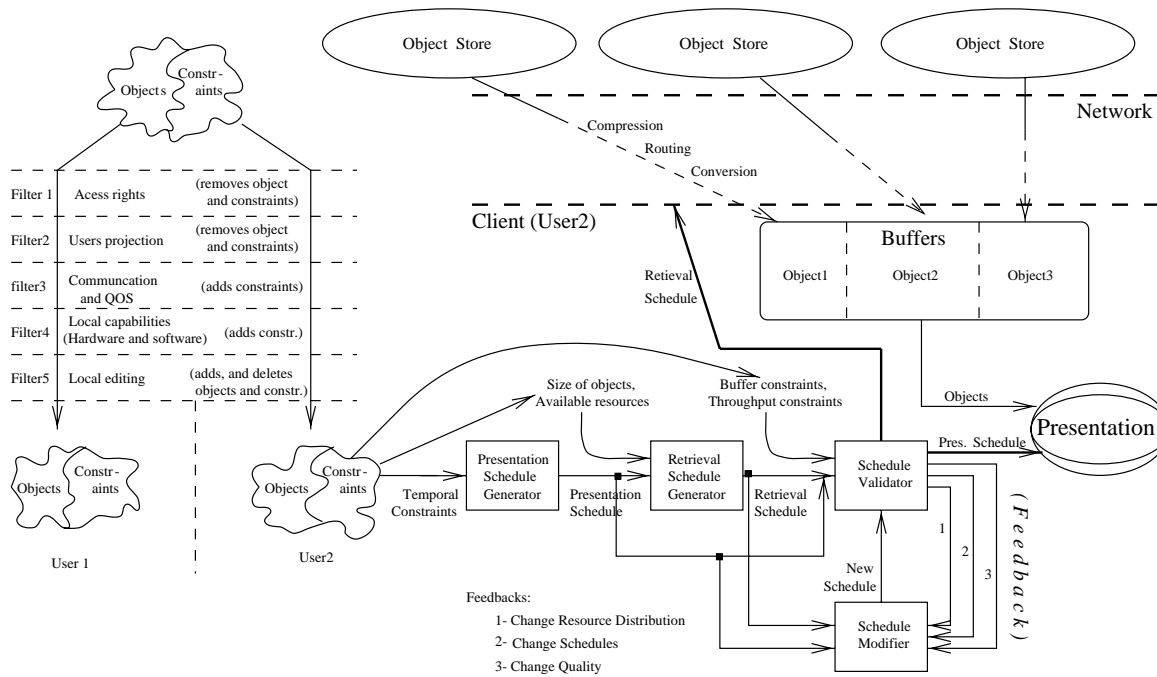 Object Store
Object Store
Object Store
Constr-
aints
Objects
Network
Compression
Routing
Conversion
Filter 1
Acess rights
(removes object
and constraints)
Filter2
Users projection
(removes object
and constraints)
filter3
Communcation
and QOS
(adds constraints)
Filter4
Local capabilities
(Hardware and software)
(adds constr.)
Filter5
Local editing
(adds, and deletes
objects and constr.)
Client (User2)
Buffers
Object1
Object2
Object3
Retieval
Schedule
Size of objects,
Available resources
Buffer constraints,
Throughput constraints
Objects
Presentation
Pres. Schedule
Objects
Constr-
aints
User 1
Objects
Constr-
aints
User2
Temporal
Constraints
Presentation
Schedule
Generator
Presentation
Schedule
Retrieval
Schedule
Generator
Retrieval
Schedule
Schedule
Validator
1
2
3
(Feedback)
New
Schedule
Schedule
Modifier
Feedbacks:
1- Change Resource Distribution
2- Change Schedules
3- Change Quality